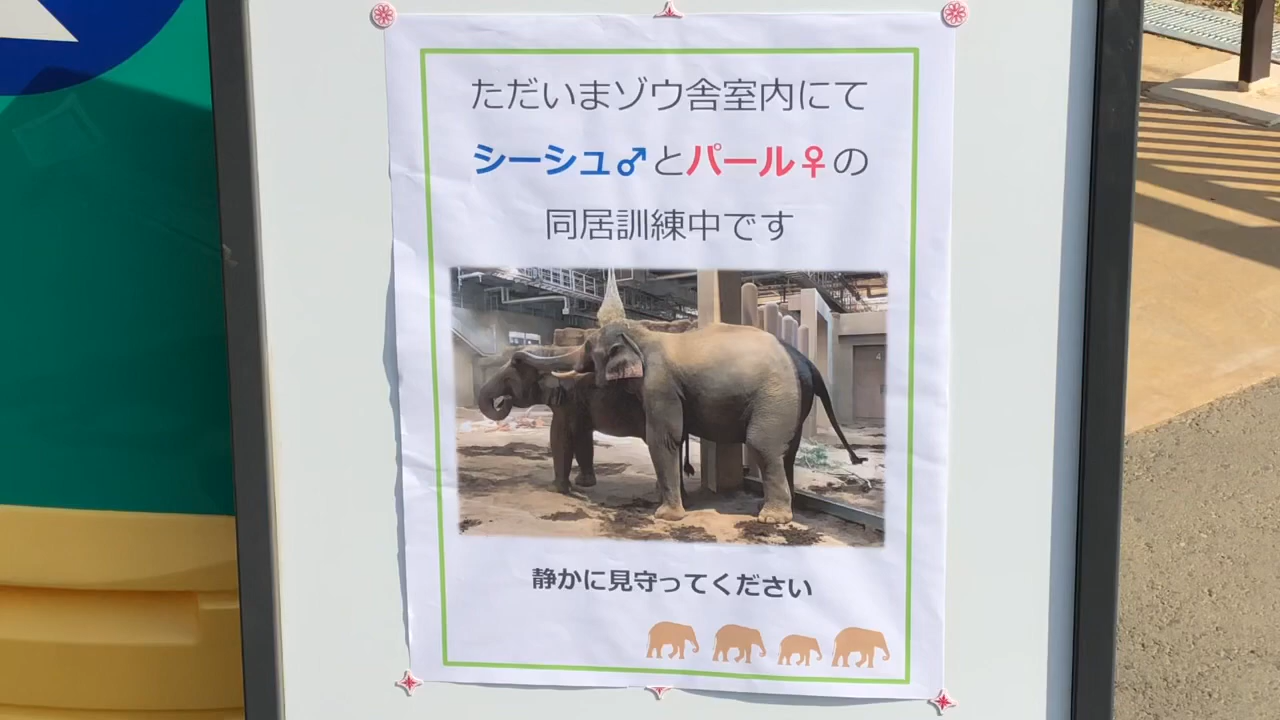 ただいまゾウ舎室内にて
シーシュ♂とパール♀の
同居訓練中です
4
静かに見守ってください